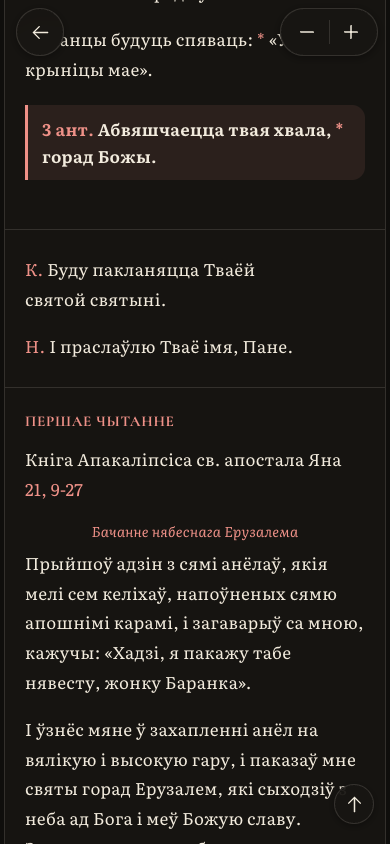 будуць спяваць: *
крыніцы мае».
3 ант. Абвяшчаецца твая хвала, *
горад Божы.
К. Буду пакланяцца Тваёй
святой святыні.
Н. І праслаўлю Тваё імя, Пане.
ПЕРШАЕ ЧЫТАННЕ
Кніга Апакаліпсіса св. апостала Яна
21, 9-27
Бачанне нябеснага Ерузалема
Прыйшоў адзін з сямі анёлаў, якія
мелі сем келіхаў, напоўненых сямю
апошнімі карамі, і загаварыў са мною,
кажучы: «Хадзі, я пакажу табе
нявесту, жонку Баранка».
І ўзнёс мяне ў захапленні анёл на
вялікую і высокую гару, і паказаў мне
святы горад Ерузалем, які сыходзіў
неба ад Бога і меў Божую славу.